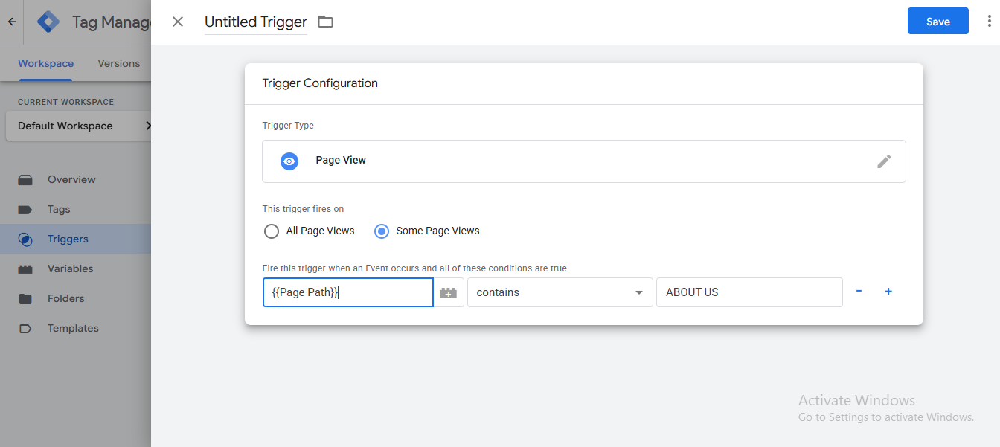 Tag Manag
Untitled Trigger
Save
Workspace
Versions
CURRENT WORKSPACE
Default Workspace
Overview
Tags
Triggers
Variables
Folders
Templates
Trigger Configuration
Trigger Type
Page View
This trigger fires on
All Page Views
Some Page Views
Fire this trigger when an Event occurs and all of these conditions are true
{{Page Path}}
contains
ABOUT US
- +
Activate Windows
Go to Settings to activate Windows.